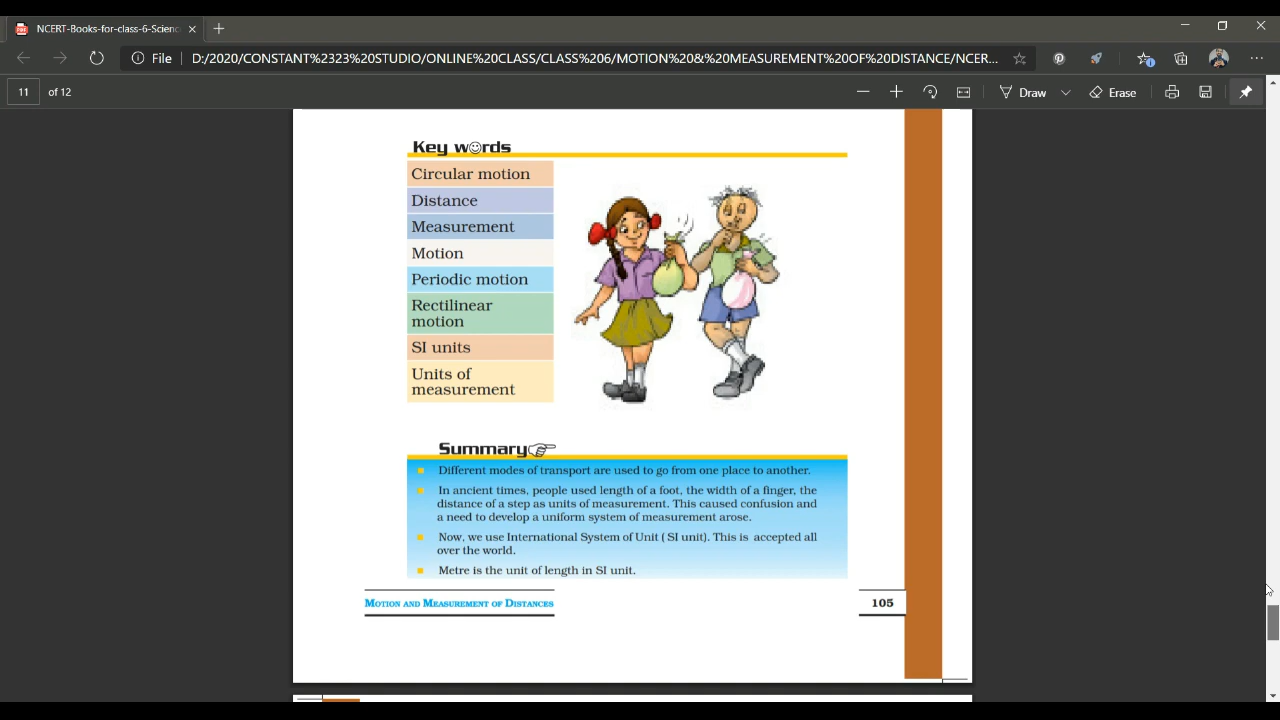 NCERT-Books-for-class-6-Scienc
File D:/2020/CONSTANT%2323%20STUDIO/ONLINE%20CLASS/CLASS%206/MOTION%20&%20MEASUREMENT%20OF%20DISTANCE/NCER...
11 of 12 Draw Erase
Key words
Circular motion
Distance
Measurement
Motion
Periodic motion
Rectilinear
motion
SI units
Units of
measurement
Summary
Different modes of transport are used to go from one place to another.
In ancient times, people used length of a foot, the width of a finger, the
distance of a step as units of measurement. This caused confusion and
a need to develop a uniform system of measurement arose.
Now, we use International System of Unit ( SI unit). This is accepted all
over the world.
Metre is the unit of length in SI unit.
MOTION AND MEASUREMENT OF DISTANCES
105